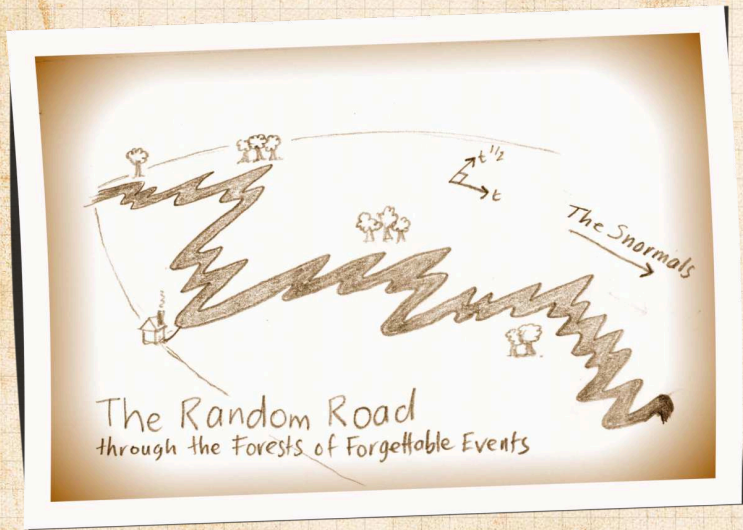 t^1/2
t
The Snormals
The Random Road
through the Forests of Forgettable Events